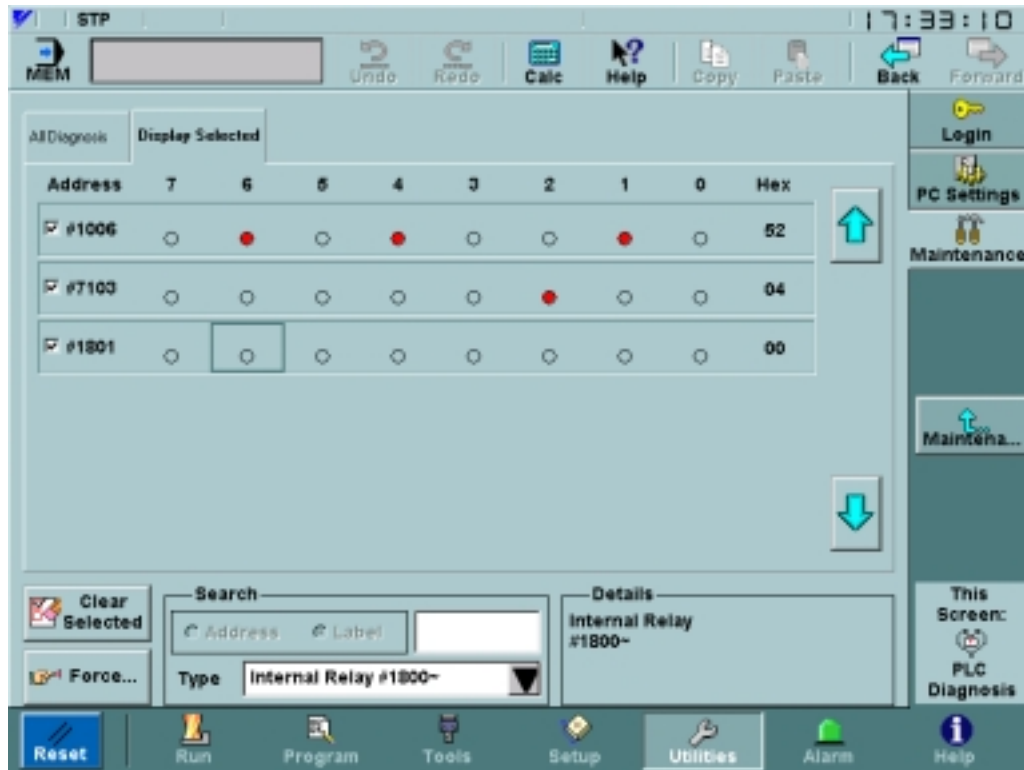 STP
17:33:10
MEM
Undo
Redo
Calc
Help
Copy
Paste
Back
Forward
All Diagnosis
Display Selected
Address 7 6 5 4 3 2 1 0 Hex
#1006 52
#7103 04
#1801 00
Login
PC Settings
Maintenance
Maintena...
Clear
Selected
Force...
Search
Address
Label
Type
Internal Relay #1800~
Details
Internal Relay
#1800~
This
Screen:
PLC
Diagnosis
Reset
Run
Program
Tools
Setup
Utilities
Alarm
Help